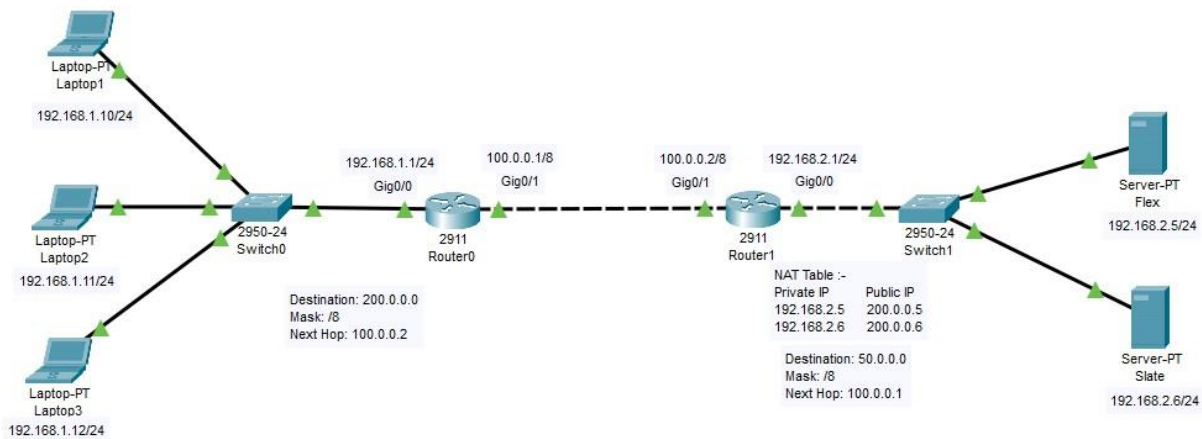 Laptop-PT
Laptop1
192.168.1.10/24
Laptop-PT
Laptop2
192.168.1.11/24
Laptop-PT
Laptop3
192.168.1.12/24
2950-24
Switch0
192.168.1.1/24
Gig0/0
100.0.0.1/8
Gig0/1
2911
Router0
Destination: 200.0.0.0
Mask: /8
Next Hop: 100.0.0.2
100.0.0.2/8
Gig0/1
192.168.2.1/24
Gig0/0
2911
Router1
NAT Table :-
Private IP Public IP
192.168.2.5 200.0.0.5
192.168.2.6 200.0.0.6
Destination: 50.0.0.0
Mask: /8
Next Hop: 100.0.0.1
2950-24
Switch1
Server-PT
Flex
192.168.2.5/24
Server-PT
Slate
192.168.2.6/24